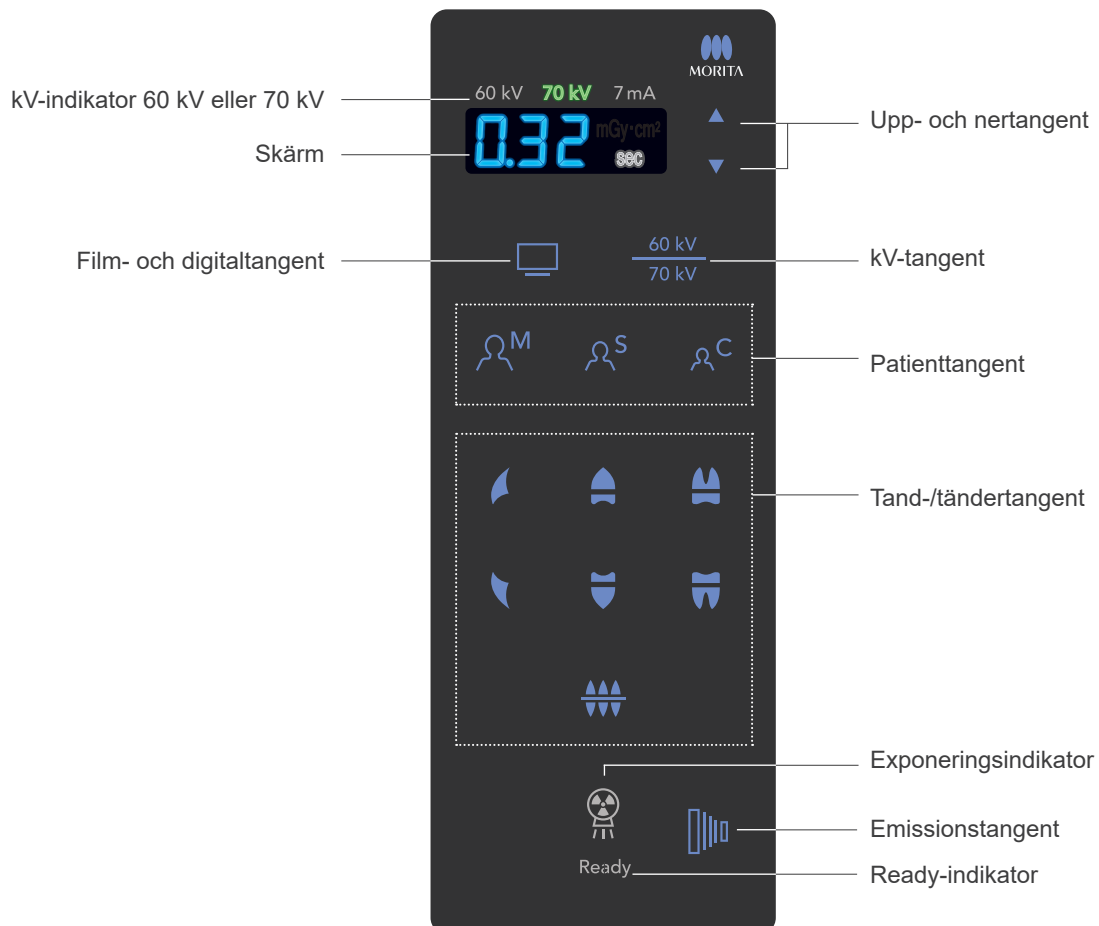 MORITA
kV-indikator 60 kV eller 70 kV
60 kV 70 kV 7 mA
Upp- och nertangent
0.32 mGy·cm²
sec
Skärm
Film- och digitaltangent
60 kV
70 kV
kV-tangent
M S C
Patienttangent
Tand-/tändertangent
Exponeringsindikator
Emissionstangent
Ready
Ready-indikator